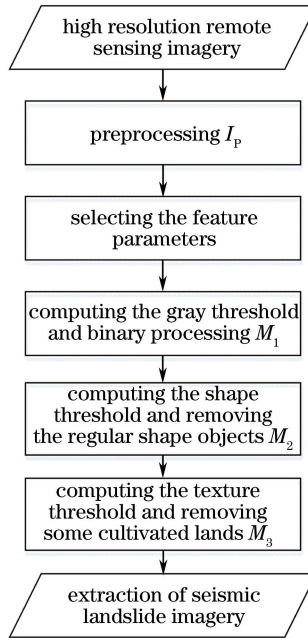 high resolution remote
sensing imagery
preprocessing I_P
selecting the feature
parameters
computing the gray threshold
and binary processing M_1
computing the shape
threshold and removing
the regular shape objects M_2
computing the texture
threshold and removing
some cultivated lands M_3
extraction of seismic
landslide imagery